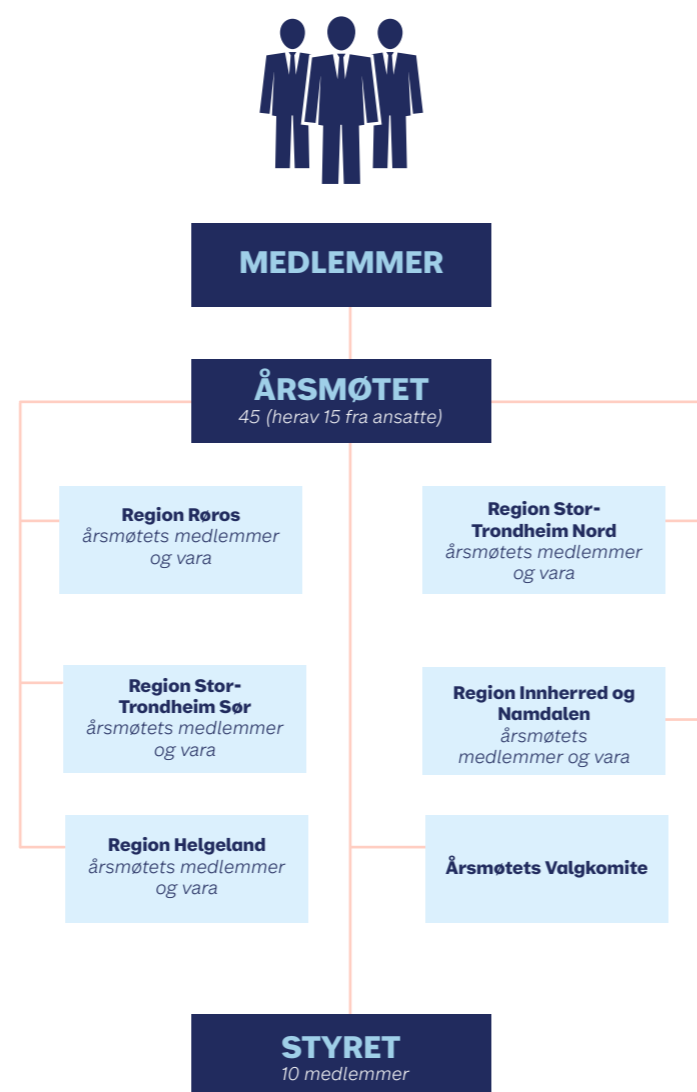 MEDLEMMER
ÅRSMØTET
45 (herav 15 fra ansatte)
Region Røros
årsmøtets medlemmer
og vara
Region Stor-
Trondheim Nord
årsmøtets medlemmer
og vara
Region Stor-
Trondheim Sør
årsmøtets medlemmer
og vara
Region Innherred og
Namdalen
årsmøtets
medlemmer og vara
Region Helgeland
årsmøtets medlemmer
og vara
Årsmøtets Valgkomite
STYRET
10 medlemmer